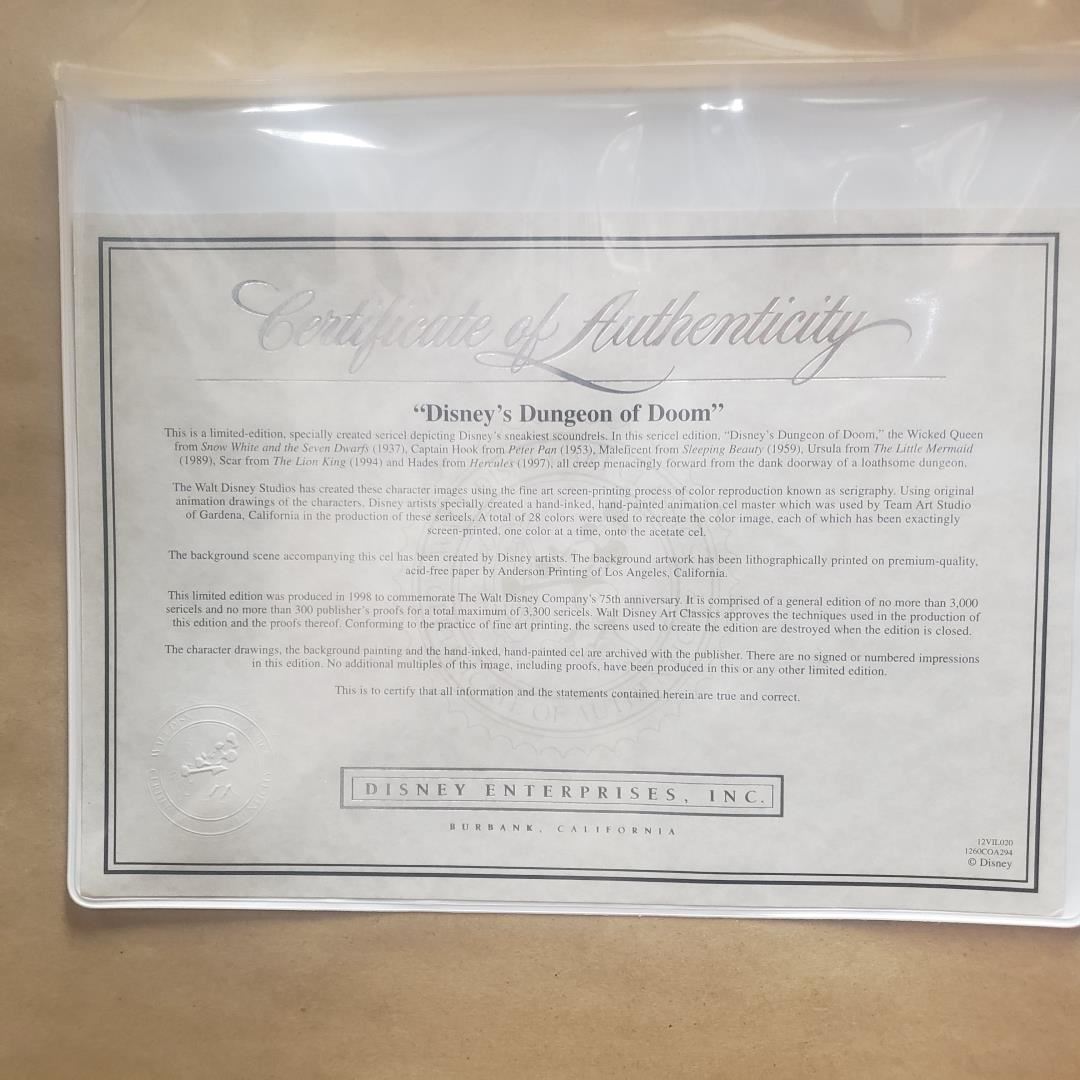 Certificate of Authenticity
“Disney’s Dungeon of Doom”
This is a limited-edition, specially created sericel depicting Disney’s sneakiest scoundrels. In this sericel edition, “Disney’s Dungeon of Doom,” the Wicked Queen
from Snow White and the Seven Dwarfs (1937), Captain Hook from Peter Pan (1953), Maleficent from Sleeping Beauty (1959), Ursula from The Little Mermaid
(1989), Scar from The Lion King (1994) and Hades from Hercules (1997), all creep menacingly forward from the dank doorway of a loathsome dungeon.
The Walt Disney Studios has created these character images using the fine art screen-printing process of color reproduction known as serigraphy. Using original
animation drawings of the characters, Disney artists specially created a hand-inked, hand-painted animation cel master which was used by Team Art Studio
of Gardena, California in the production of these sericels. A total of 28 colors were used to recreate the color image, each of which has been exactingly
screen-printed, one color at a time, onto the acetate cel.
The background scene accompanying this cel has been created by Disney artists. The background artwork has been lithographically printed on premium-quality,
acid-free paper by Anderson Printing of Los Angeles, California.
This limited edition was produced in 1998 to commemorate The Walt Disney Company’s 75th anniversary. It is comprised of a general edition of no more than 3,000
sericels and no more than 300 publisher’s proofs for a total maximum of 3,300 sericels. Walt Disney Art Classics approves the techniques used in the production of
this edition and the proofs thereof. Conforming to the practice of fine art printing, the screens used to create the edition are destroyed when the edition is closed.
The character drawings, the background painting and the hand-inked, hand-painted cel are archived with the publisher. There are no signed or numbered impressions
in this edition. No additional multiples of this image, including proofs, have been produced in this or any other limited edition.
This is to certify that all information and the statements contained herein are true and correct.
DISNEY ENTERPRISES, INC.
BURBANK, CALIFORNIA
12VIL020
1260COA294
© Disney